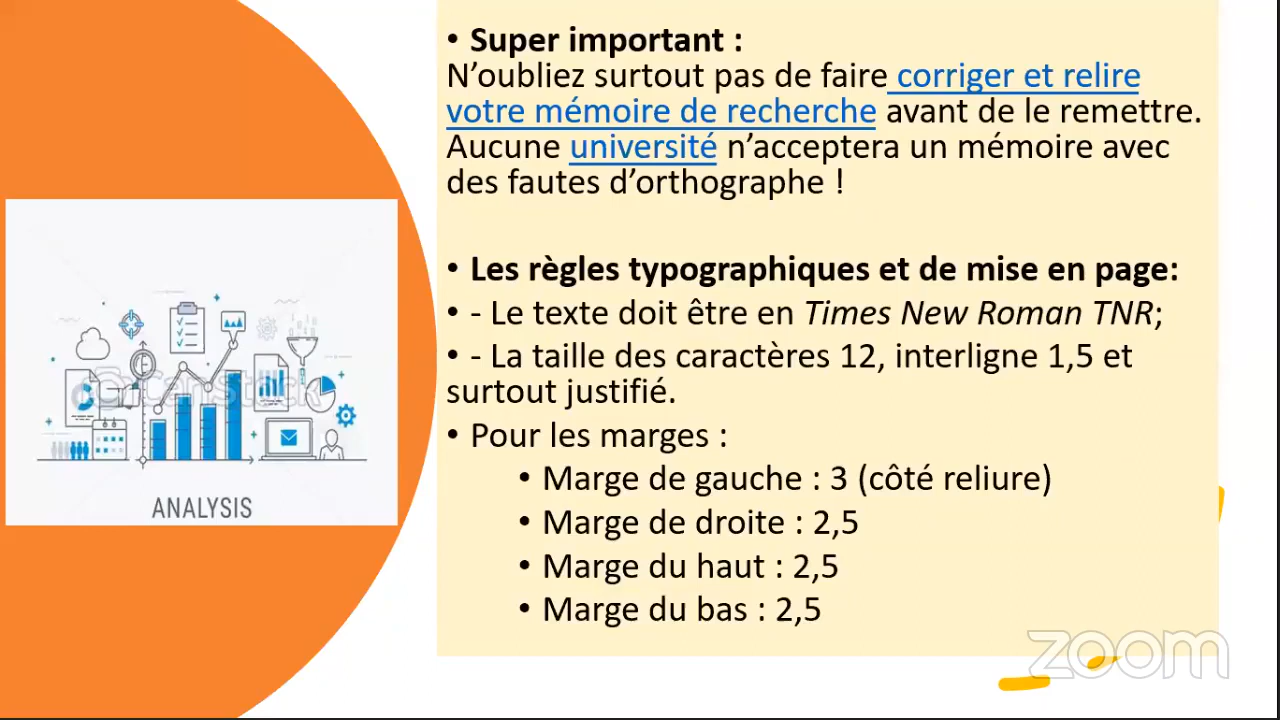 • Super important :
N’oubliez surtout pas de faire corriger et relire
votre mémoire de recherche avant de le remettre.
Aucune université n’acceptera un mémoire avec
des fautes d’orthographe !
• Les règles typographiques et de mise en page:
• - Le texte doit être en Times New Roman TNR;
• - La taille des caractères 12, interligne 1,5 et
surtout justifié.
• Pour les marges :
• Marge de gauche : 3 (côté reliure)
• Marge de droite : 2,5
• Marge du haut : 2,5
• Marge du bas : 2,5
ANALYSIS
zoom